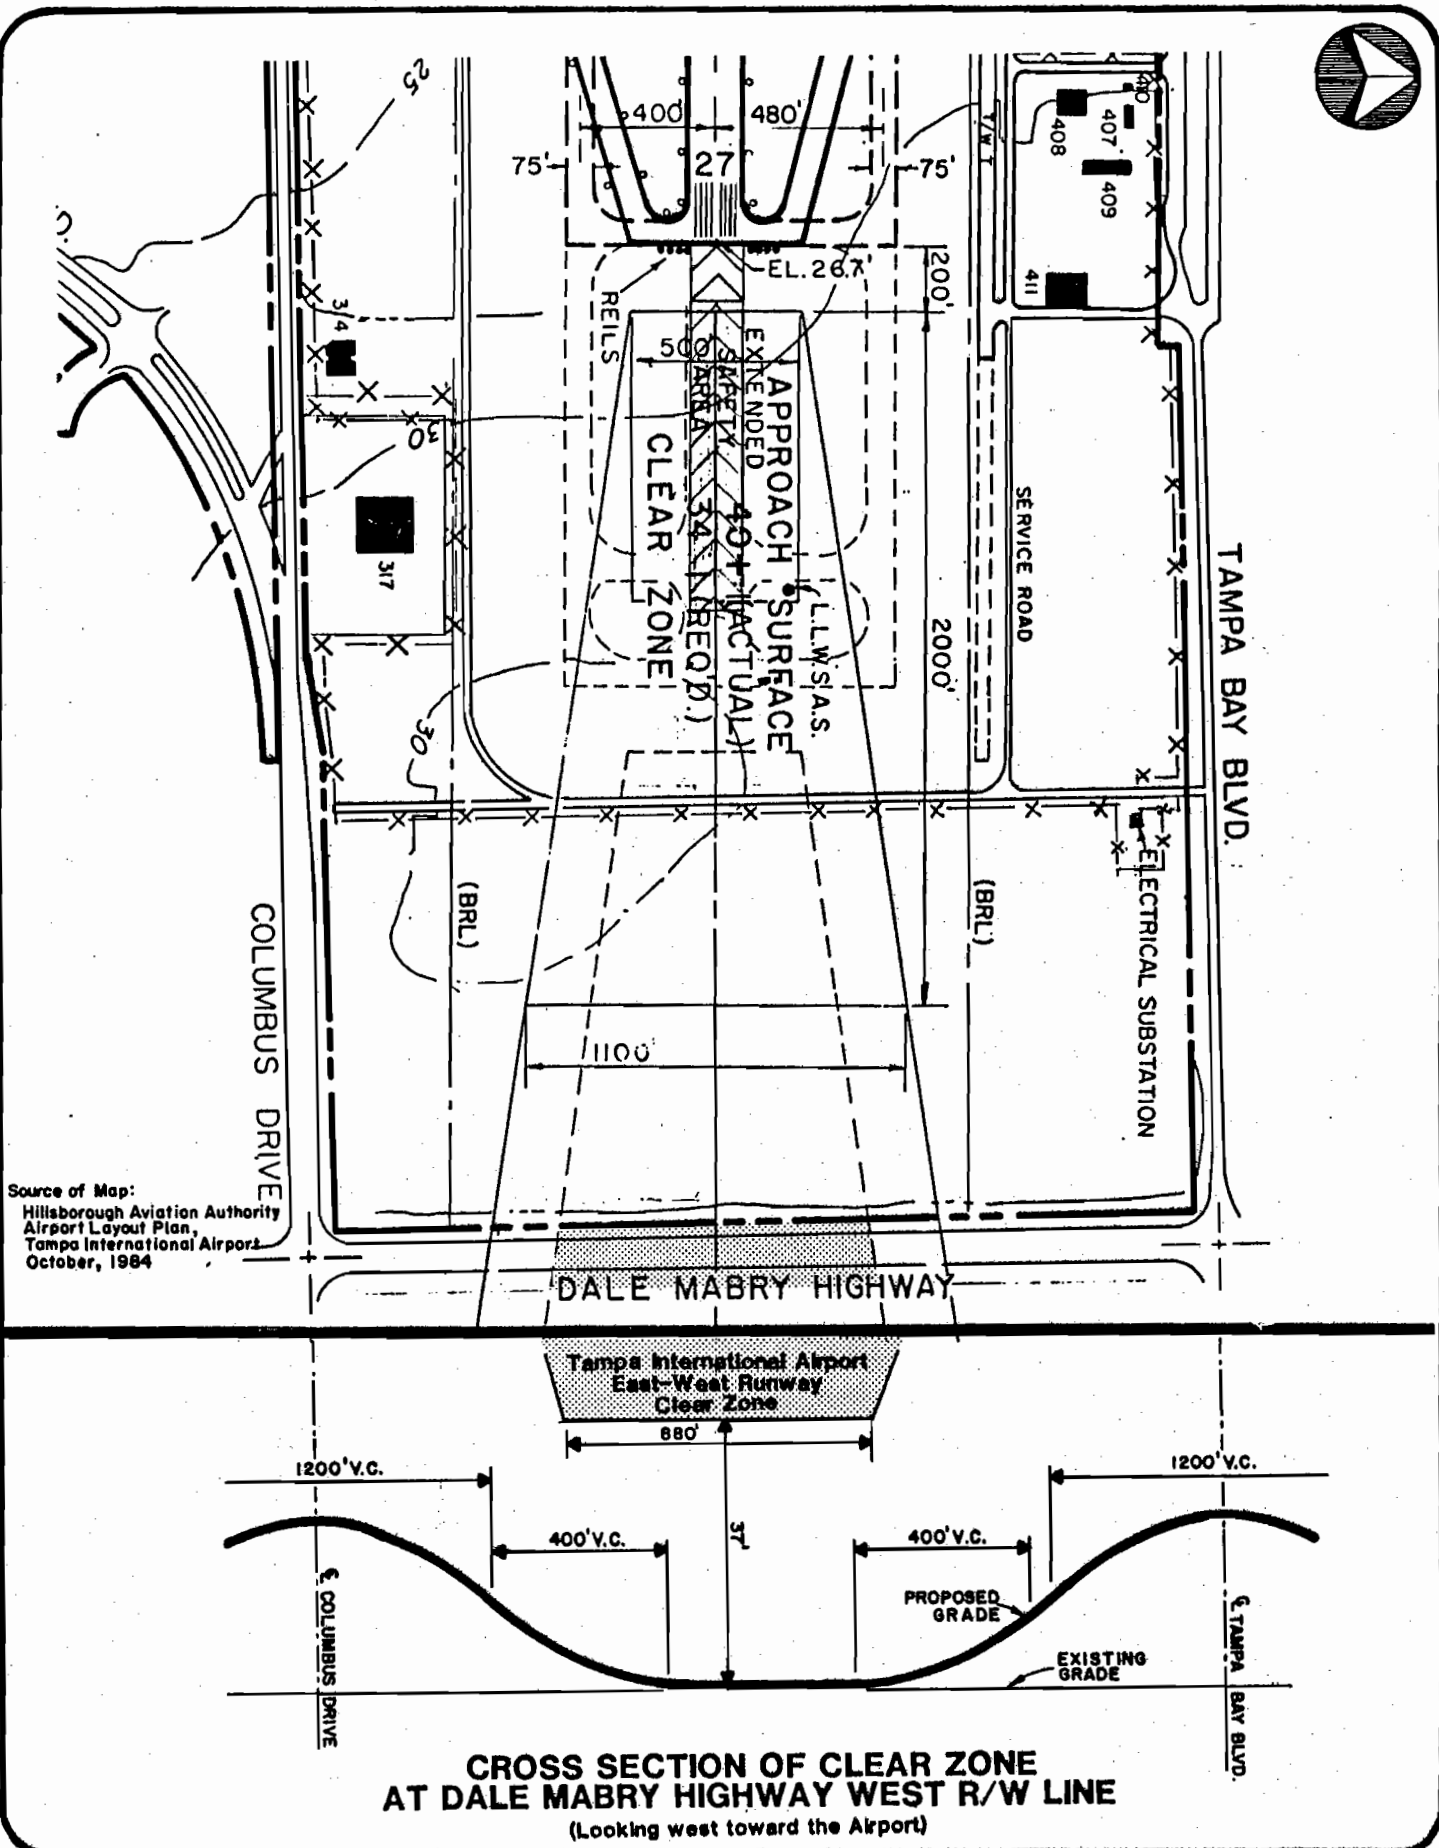 25
400'
480'
75'
27
75'
T/W T
408
407
410
409
411
EL. 26.7'
200'
REILS
314
500'
EXTENDED
SAFETY
AREA
APPROACH SURFACE
40:1 (ACTUAL)
34:1 (REQ'D.)
CLEAR ZONE
30
317
L.L.W.S.A.S.
2000'
SERVICE ROAD
TAMPA BAY BLVD.
30
ELECTRICAL SUBSTATION
(BRL)
(BRL)
COLUMBUS DRIVE
1100'
Source of Map:
Hillsborough Aviation Authority
Airport Layout Plan,
Tampa International Airport
October, 1984
DALE MABRY HIGHWAY
Tampa International Airport
East-West Runway
Clear Zone
880'
1200' V.C.
1200' V.C.
400' V.C.
37'
400' V.C.
PROPOSED
GRADE
EXISTING
GRADE
℄ COLUMBUS DRIVE
℄ TAMPA BAY BLVD.
CROSS SECTION OF CLEAR ZONE
AT DALE MABRY HIGHWAY WEST R/W LINE
(Looking west toward the Airport)